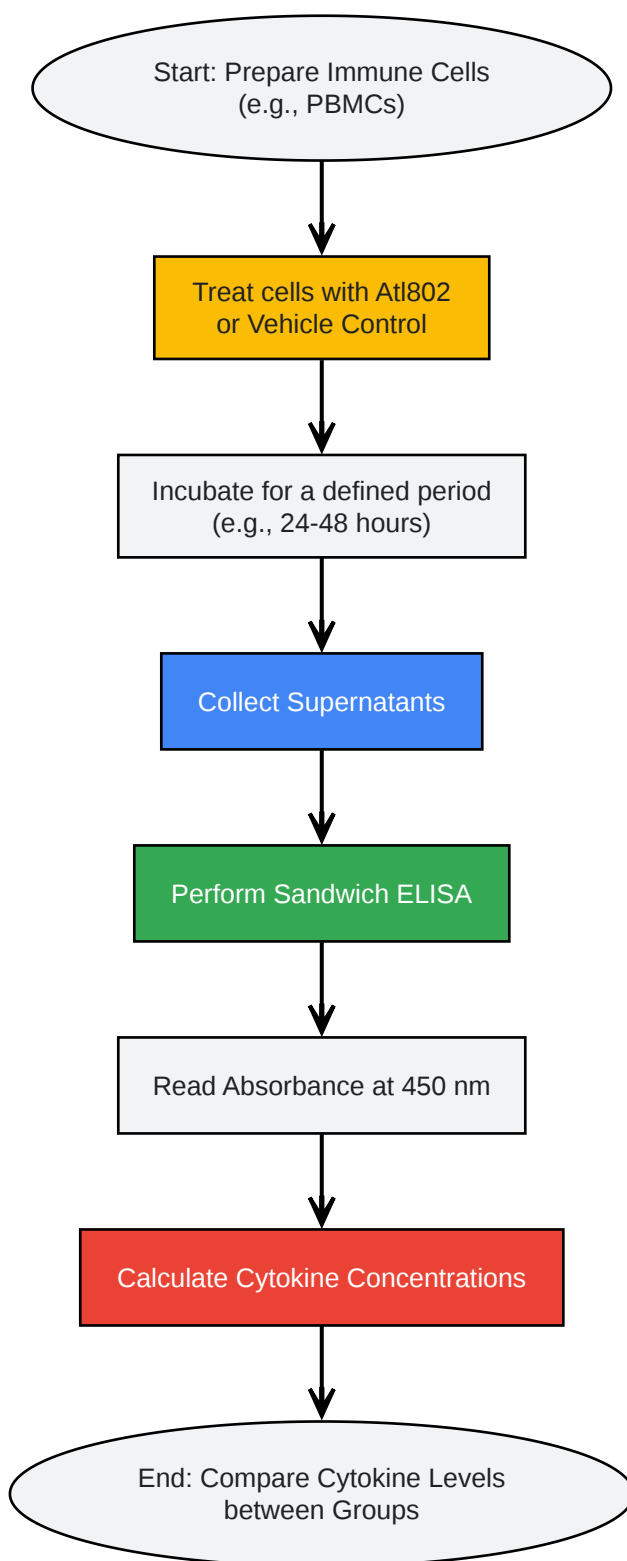 Start: Prepare Immune Cells
(e.g., PBMCs)
Treat cells with Atl802
or Vehicle Control
Incubate for a defined period
(e.g., 24-48 hours)
Collect Supernatants
Perform Sandwich ELISA
Read Absorbance at 450 nm
Calculate Cytokine Concentrations
End: Compare Cytokine Levels
between Groups